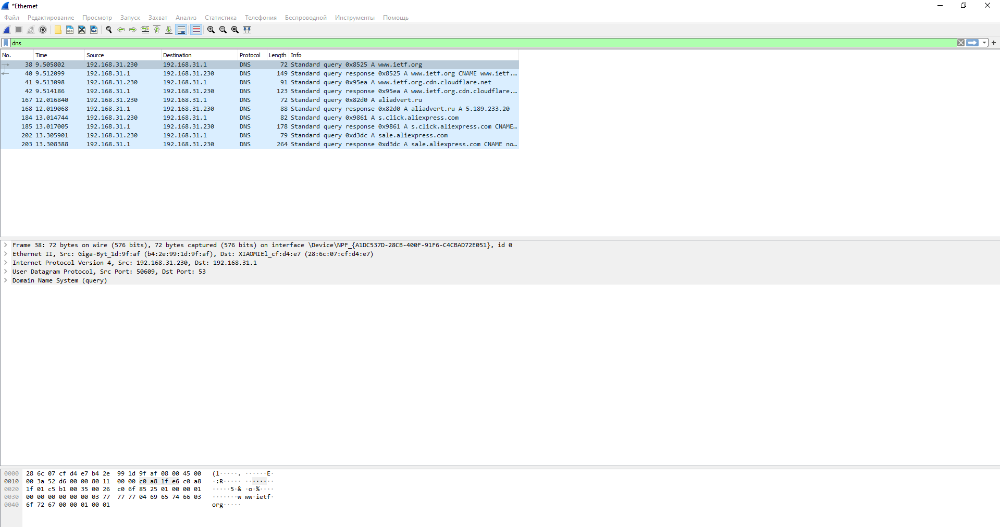 *Ethernet
Файл Редактирование Просмотр Запуск Захват Анализ Статистика Телефония Беспроводной Инструменты Помощь
dns
No. Time Source Destination Protocol Length Info
38 9.505802 192.168.31.230 192.168.31.1 DNS 72 Standard query 0x8525 A www.ietf.org
40 9.512099 192.168.31.1 192.168.31.230 DNS 149 Standard query response 0x8525 A www.ietf.org CNAME www.ietf.…
41 9.513098 192.168.31.230 192.168.31.1 DNS 91 Standard query 0x95ea A www.ietf.org.cdn.cloudflare.net
42 9.514186 192.168.31.1 192.168.31.230 DNS 123 Standard query response 0x95ea A www.ietf.org.cdn.cloudflare.…
167 12.016840 192.168.31.230 192.168.31.1 DNS 72 Standard query 0x82d0 A aliadvert.ru
168 12.019068 192.168.31.1 192.168.31.230 DNS 88 Standard query response 0x82d0 A aliadvert.ru A 5.189.233.20
184 13.014744 192.168.31.230 192.168.31.1 DNS 82 Standard query 0x9861 A s.click.aliexpress.com
185 13.017005 192.168.31.1 192.168.31.230 DNS 178 Standard query response 0x9861 A s.click.aliexpress.com CNAME…
202 13.305901 192.168.31.230 192.168.31.1 DNS 79 Standard query 0xd3dc A sale.aliexpress.com
203 13.308388 192.168.31.1 192.168.31.230 DNS 264 Standard query response 0xd3dc A sale.aliexpress.com CNAME no…
Frame 38: 72 bytes on wire (576 bits), 72 bytes captured (576 bits) on interface \Device\NPF_{A1DC537D-28CB-400F-91F6-C4CBAD72E051}, id 0
Ethernet II, Src: Giga-Byt_1d:9f:af (b4:2e:99:1d:9f:af), Dst: XIAOMIEl_cf:d4:e7 (28:6c:07:cf:d4:e7)
Internet Protocol Version 4, Src: 192.168.31.230, Dst: 192.168.31.1
User Datagram Protocol, Src Port: 50609, Dst Port: 53
Domain Name System (query)
0000 28 6c 07 cf d4 e7 b4 2e 99 1d 9f af 08 00 45 00 (l·····. ······E·
0010 00 3a 52 d6 00 00 80 11 00 00 c0 a8 1f e6 c0 a8 ·:R····· ········
0020 1f 01 c5 b1 00 35 00 26 c0 6f 85 25 01 00 00 01 ·····5·& ·o·%····
0030 00 00 00 00 00 00 03 77 77 77 04 69 65 74 66 03 ·······w ww·ietf·
0040 6f 72 67 00 00 01 00 01 org·····